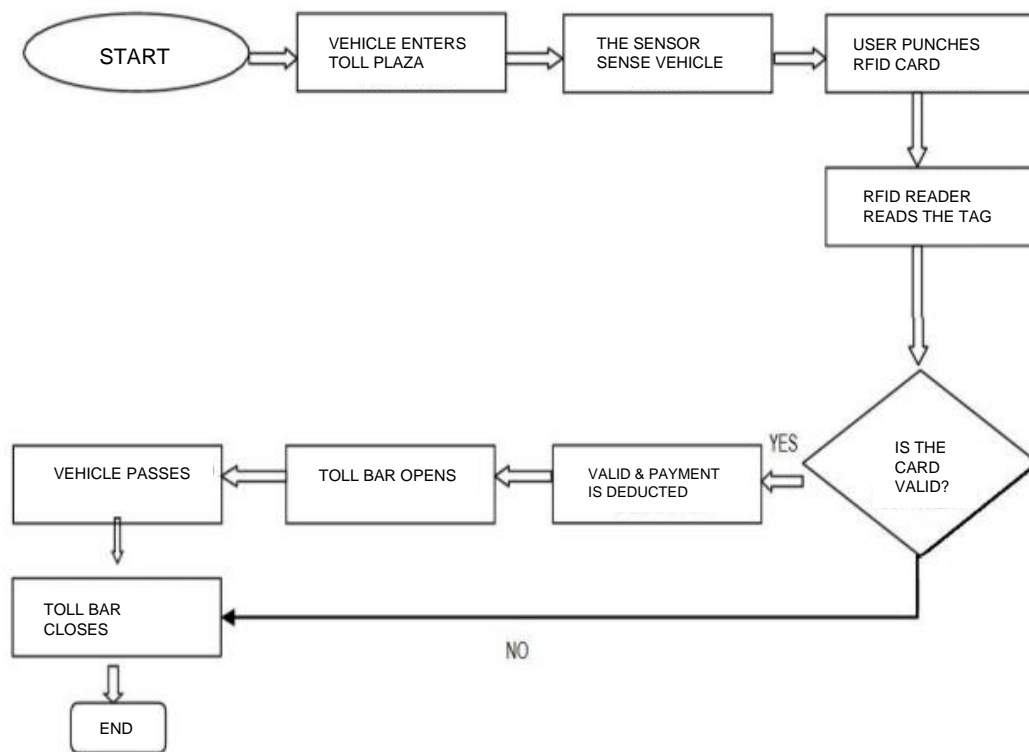 START
VEHICLE ENTERS
TOLL PLAZA
THE SENSOR
SENSE VEHICLE
USER PUNCHES
RFID CARD
RFID READER
READS THE TAG
IS THE
CARD
VALID?
YES
VALID & PAYMENT
IS DEDUCTED
TOLL BAR OPENS
VEHICLE PASSES
TOLL BAR
CLOSES
NO
END